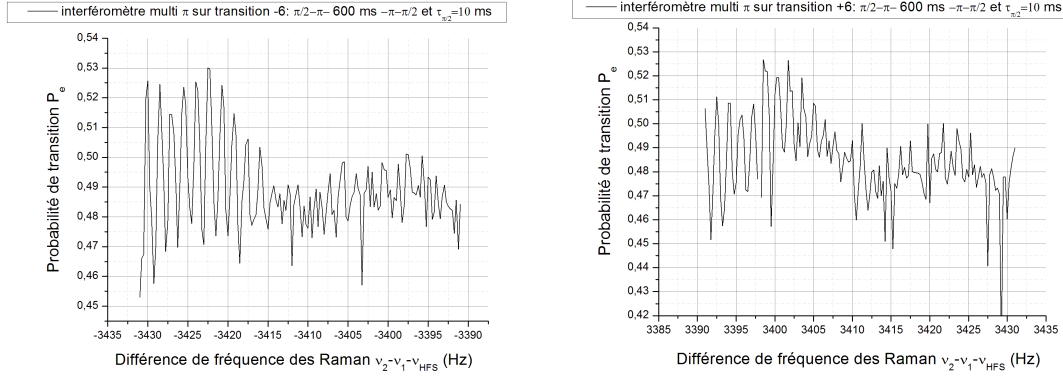 interféromètre multi π sur transition -6: π/2−π− 600 ms −π−π/2 et τπ/2=10 ms
0,54
0,53
0,52
0,51
0,50
0,49
0,48
0,47
0,46
0,45
Probabilité de transition Pe
-3435 -3430 -3425 -3420 -3415 -3410 -3405 -3400 -3395 -3390
Différence de fréquence des Raman ν2-ν1-νHFS (Hz)
interféromètre multi π sur transition +6: π/2−π− 600 ms −π−π/2 et τπ/2=10 ms
0,54
0,53
0,52
0,51
0,50
0,49
0,48
0,47
0,46
0,45
0,44
0,43
0,42
Probabilité de transition Pe
3385 3390 3395 3400 3405 3410 3415 3420 3425 3430 3435
Différence de fréquence des Raman ν2-ν1-νHFS (Hz)